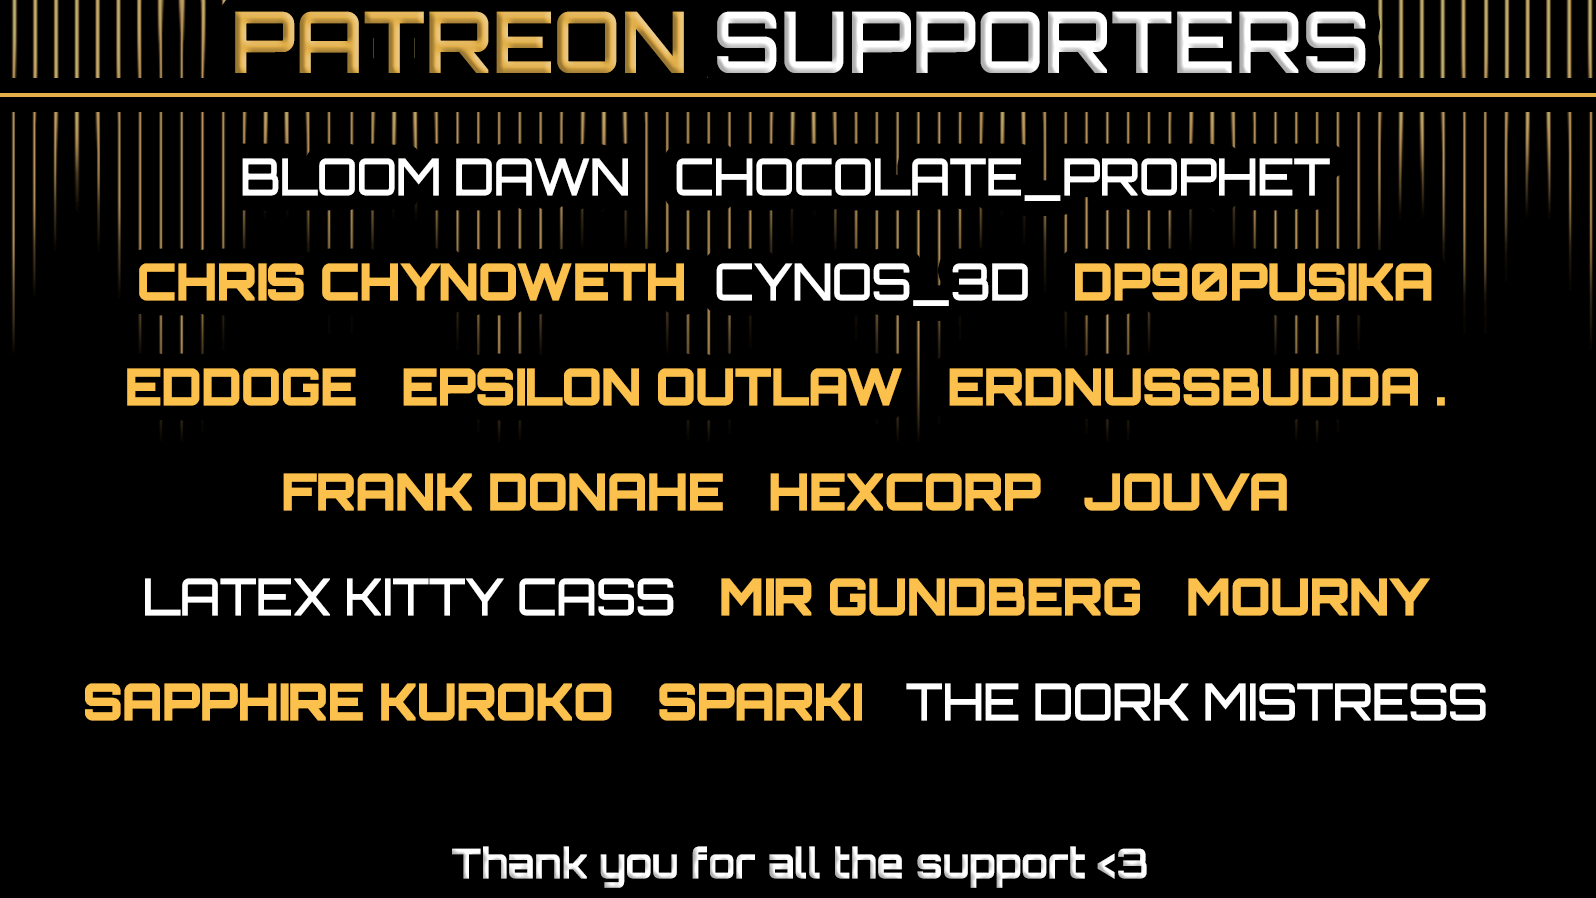 PATREON SUPPORTERS
BLOOM DAWN CHOCOLATE_PROPHET
CHRIS CHYNOWETH CYNOS_3D DP90PUSIKA
EDDOGE EPSILON OUTLAW ERDNUSSBUDDA .
FRANK DONAHE HEXCORP JOUVA
LATEX KITTY CASS MIR GUNDBERG MOURNY
SAPPHIRE KUROKO SPARKI THE DORK MISTRESS
Thank you for all the support <3